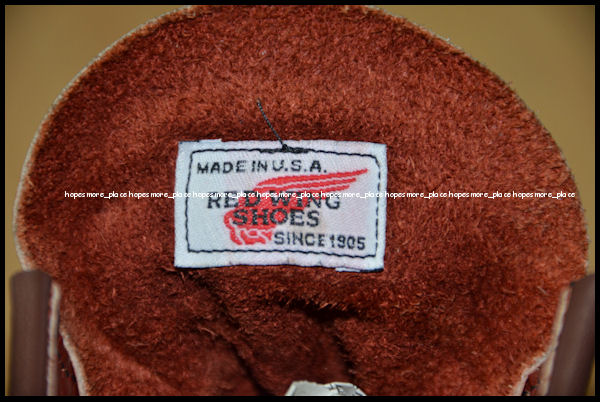 MADE IN U.S.A.
hopes more_place hopes more_place hopes more_place hopes more_place hopes more_place hopes more_place hopes more_place
RED WING
SHOES
SINCE 1905